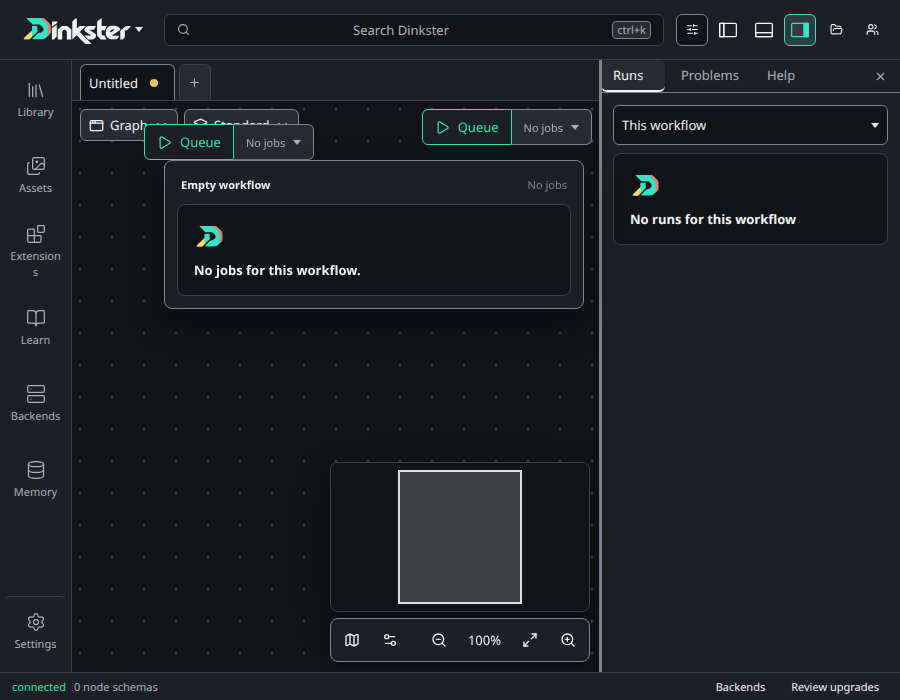 Dinkster
Search Dinkster
ctrl+k
Untitled
+
Runs
Problems
Help
Library
Assets
Extension
s
Learn
Backends
Memory
Settings
Graph
Standard
Queue
No jobs
Queue
No jobs
Empty workflow
No jobs
No jobs for this workflow.
This workflow
No runs for this workflow
100%
connected
0 node schemas
Backends
Review upgrades